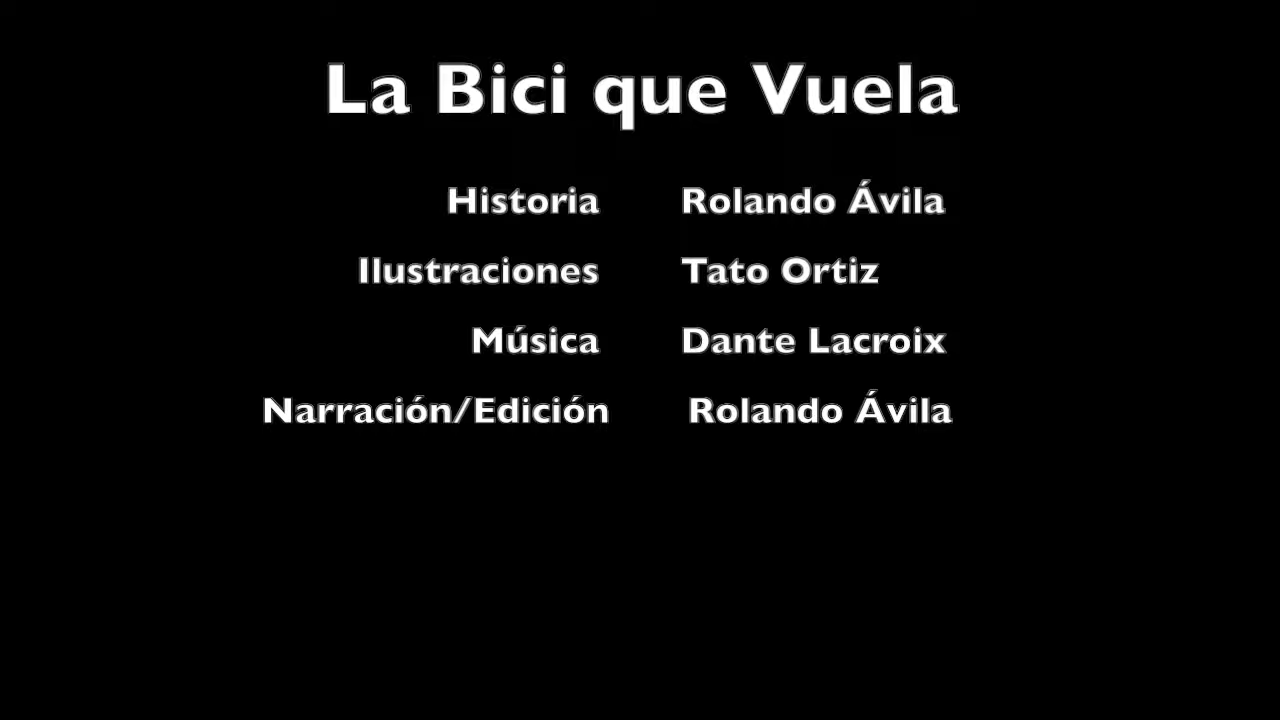 La Bici que Vuela
Historia Rolando Ávila
Ilustraciones Tato Ortiz
Música Dante Lacroix
Narración/Edición Rolando Ávila